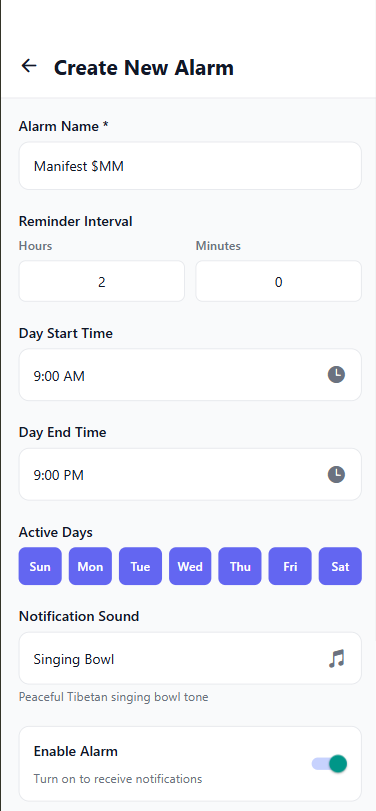 Create New Alarm
Alarm Name *
Manifest $MM
Reminder Interval
Hours Minutes
2 0
Day Start Time
9:00 AM
Day End Time
9:00 PM
Active Days
Sun Mon Tue Wed Thu Fri Sat
Notification Sound
Singing Bowl
Peaceful Tibetan singing bowl tone
Enable Alarm
Turn on to receive notifications